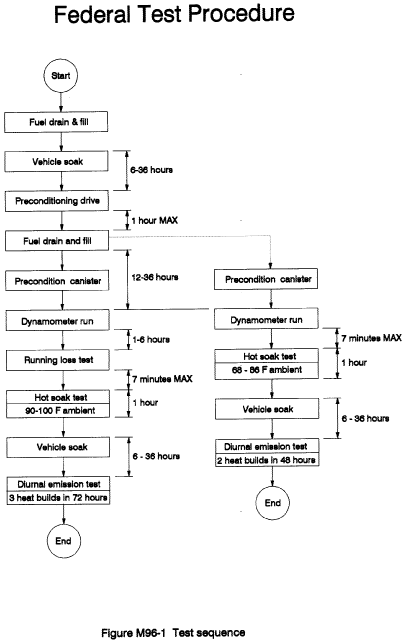 Federal Test Procedure
Start
Fuel drain & fill
Vehicle soak
6-36 hours
Preconditioning drive
1 hour MAX
Fuel drain and fill
12-36 hours
Precondition canister
Dynamometer run
1-6 hours
Running loss test
7 minutes MAX
Hot soak test
90-100 F ambient
1 hour
Vehicle soak
6 - 36 hours
Diurnal emission test
3 heat builds in 72 hours
End
Precondition canister
Dynamometer run
7 minutes MAX
Hot soak test
68 - 86 F ambient
1 hour
Vehicle soak
6 - 36 hours
Diurnal emission test
2 heat builds in 48 hours
End
Figure M96-1 Test sequence